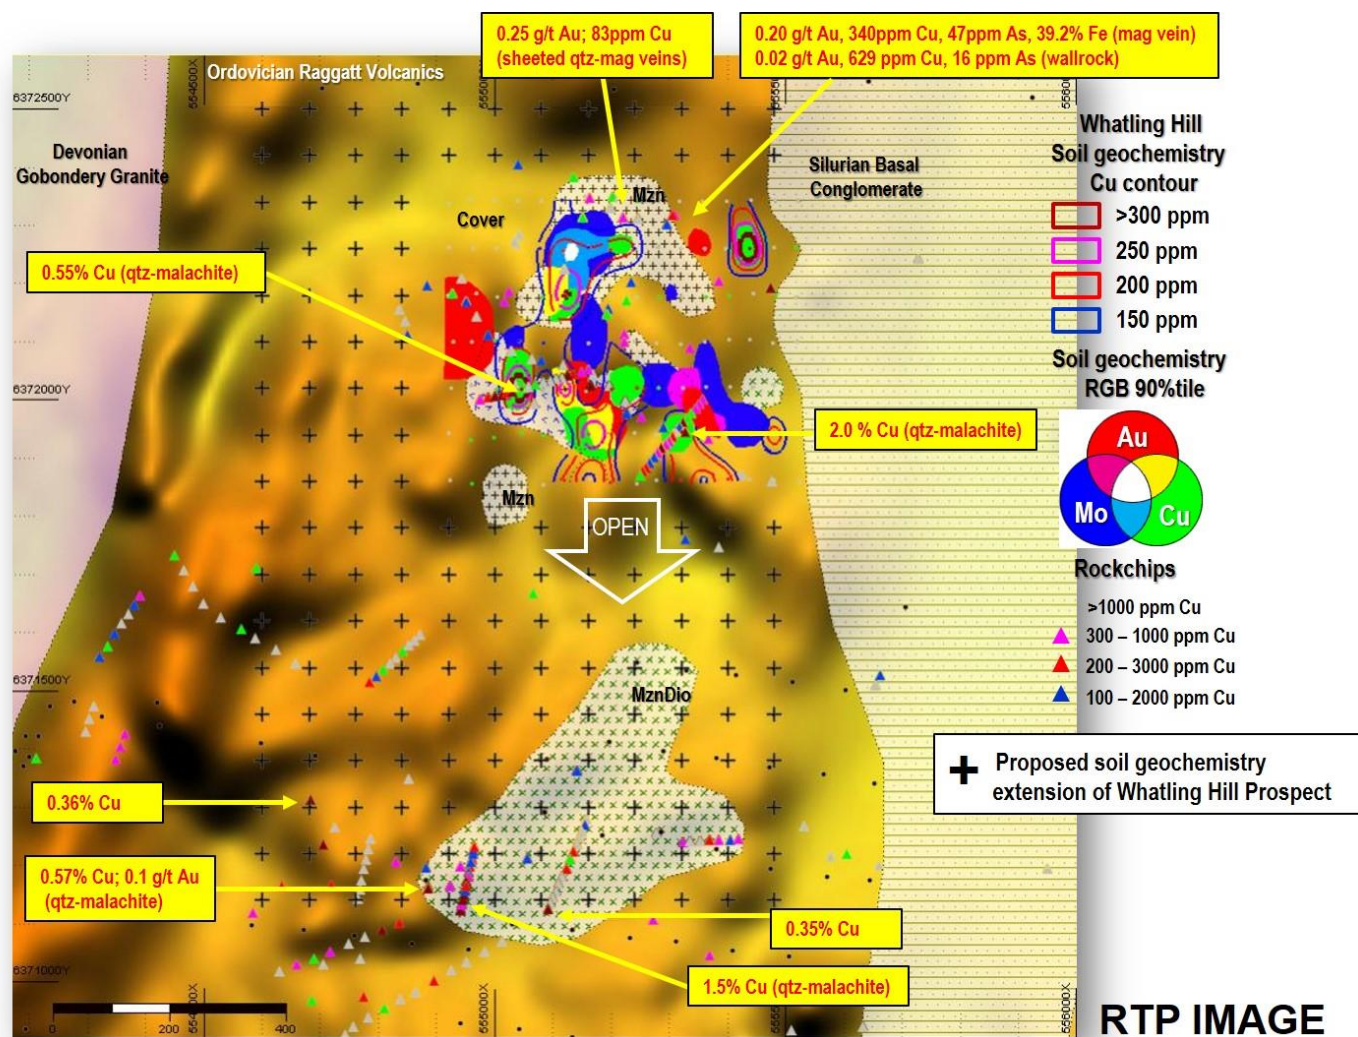 0.25 g/t Au; 83ppm Cu
(sheeted qtz-mag veins)
0.20 g/t Au, 340ppm Cu, 47ppm As, 39.2% Fe (mag vein)
0.02 g/t Au, 629 ppm Cu, 16 ppm As (wallrock)
Ordovician Raggatt Volcanics
6372500Y
Devonian
Gobondery Granite
Mzn
Silurian Basal
Conglomerate
Cover
Whatling Hill
Soil geochemistry
Cu contour
>300 ppm
250 ppm
200 ppm
150 ppm
0.55% Cu (qtz-malachite)
Soil geochemistry
RGB 90%tile
6372000Y
Au
Mo
Cu
2.0 % Cu (qtz-malachite)
Mzn
OPEN
Rockchips
>1000 ppm Cu
300 – 1000 ppm Cu
200 – 3000 ppm Cu
100 – 2000 ppm Cu
6371500Y
MznDio
+ Proposed soil geochemistry
extension of Whatling Hill Prospect
0.36% Cu
0.57% Cu; 0.1 g/t Au
(qtz-malachite)
0.35% Cu
1.5% Cu (qtz-malachite)
6371000Y
555000X
556000X
0
200
400
RTP IMAGE